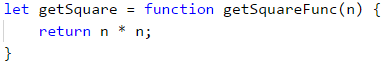 let getSquare = function getSquareFunc(n) {
    return n * n;
}